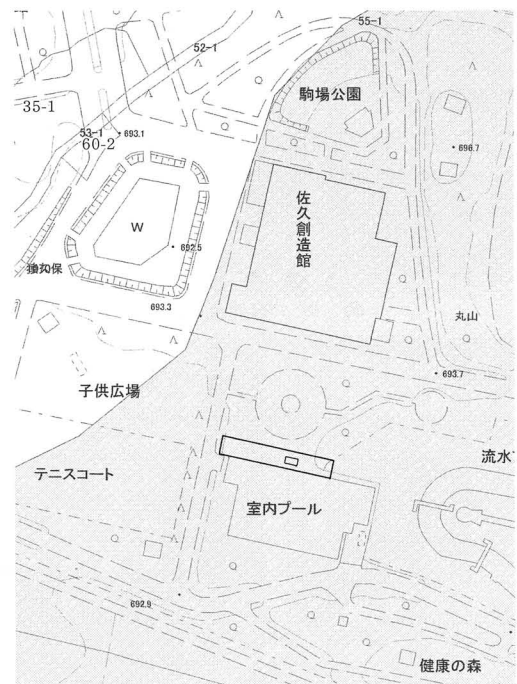 55-1
52-1
駒場公園
35-1
53-1
693.1
60-2
696.7
佐久創造館
W
692.5
693.3
丸山
693.7
子供広場
流水
テニスコート
室内プール
692.9
健康の森